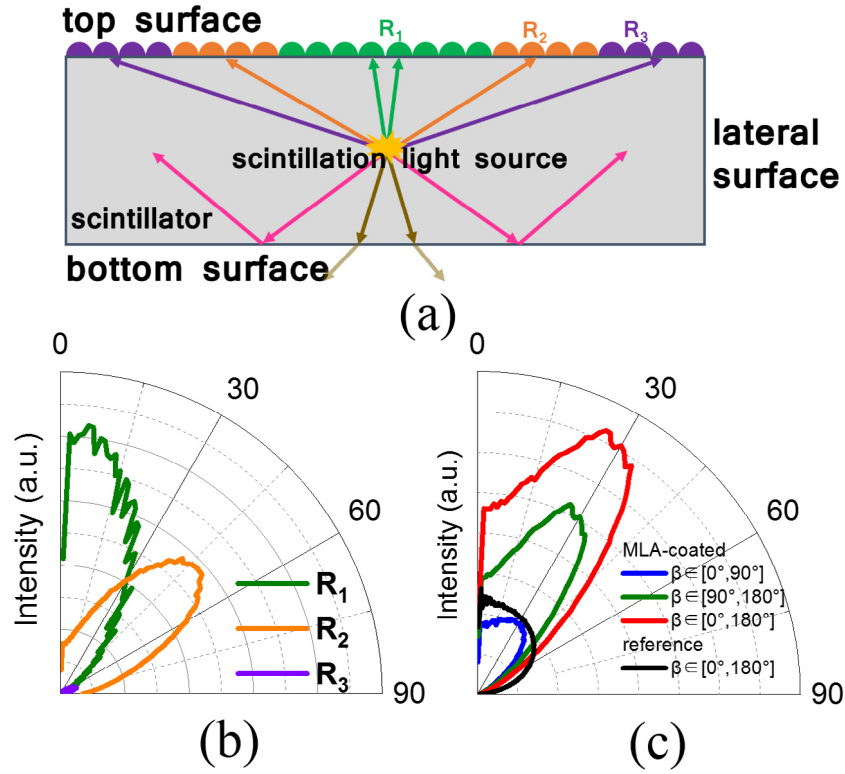 top surface
R1 R2 R3
scintillation light source
lateral
surface
scintillator
bottom surface
(a)
0
30
60
90
Intensity (a.u.)
R1
R2
R3
(b)
0
30
60
90
Intensity (a.u.)
MLA-coated
β∈[0°,90°]
β∈[90°,180°]
β∈[0°,180°]
reference
β∈[0°,180°]
(c)